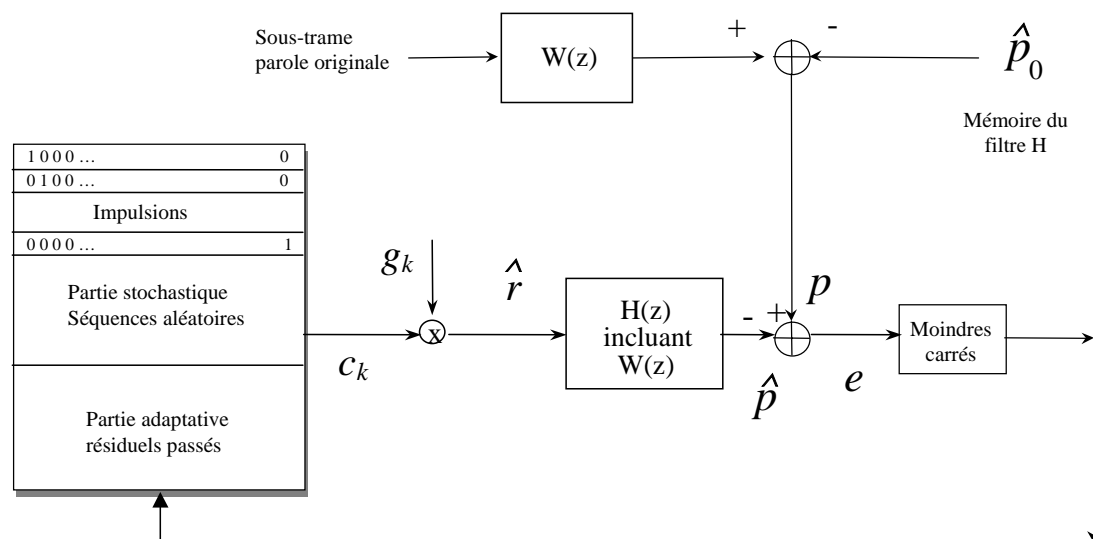 Sous-trame
parole originale
W(z)
+
-
p̂0
Mémoire du
filtre H
1 0 0 0 ... 0
0 1 0 0 ... 0
Impulsions
0 0 0 0 ... 1
Partie stochastique
Séquences aléatoires
Partie adaptative
résiduels passés
ck
gk
x
r̂
H(z)
incluant
W(z)
p
- +
p̂
e
Moindres
carrés